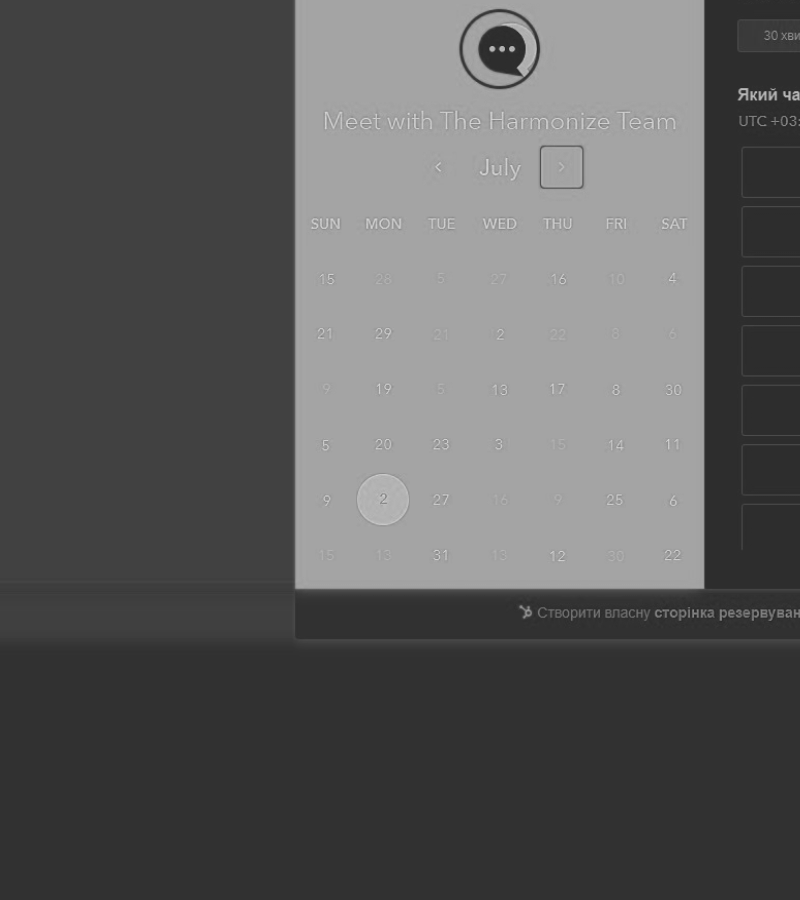 30 хви
Meet with The Harmonize Team
July
Який ча
UTC +03:
SUN MON TUE WED THU FRI SAT
15 28 5 27 16 10 4
21 29 21 2 22 8 6
9 19 5 13 17 8 30
5 20 23 3 15 14 11
9 2 27 16 9 25 6
15 13 31 13 12 30 22
Створити власну сторінка резервуван